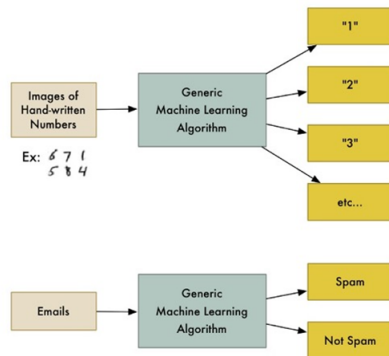 "1"
Images of
Hand-written
Numbers
Generic
Machine Learning
Algorithm
"2"
"3"
etc...
Ex: 6 7 1
5 8 4
Emails
Generic
Machine Learning
Algorithm
Spam
Not Spam